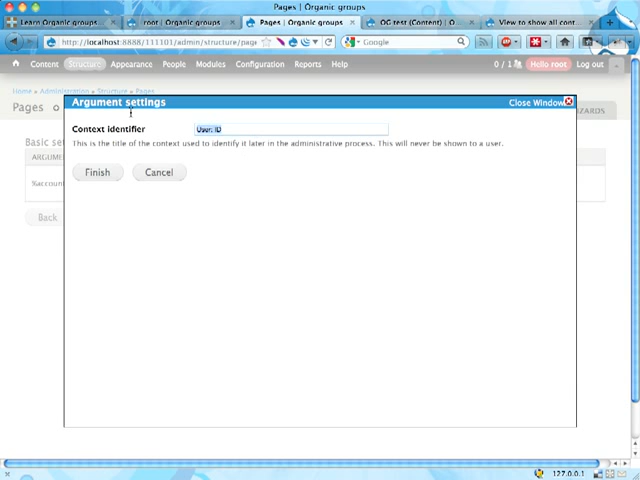 Pages | Organic groups
Learn Organic groups...
root | Organic groups
Pages | Organic groups
OG test (Content) | O...
View to show all cont...
http://localhost:8888/111101/admin/structure/page
Google
Content
Structure
Appearance
People
Modules
Configuration
Reports
Help
0 / 1
Hello root
Log out
Home » Administration » Structure » Pages
Pages
Argument settings
Close Window
Basic se
ARGUM
%accoun
Back
Context identifier
User: ID
This is the title of the context used to identify it later in the administrative process. This will never be shown to a user.
Finish
Cancel
127.0.0.1